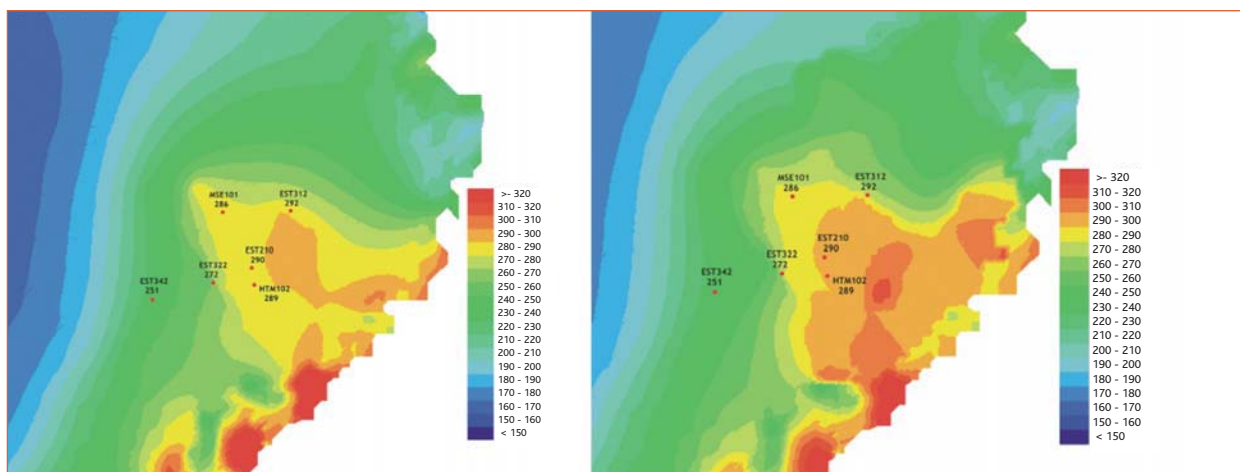 MSE101
286
EST312
292
EST210
290
EST322
272
HTM102
289
EST342
251
>- 320
310 - 320
300 - 310
290 - 300
280 - 290
270 - 280
260 - 270
250 - 260
240 - 250
230 - 240
220 - 230
210 - 220
200 - 210
190 - 200
180 - 190
170 - 180
160 - 170
150 - 160
< 150
MSE101
286
EST312
292
EST210
290
EST322
272
HTM102
289
EST342
251
>- 320
310 - 320
300 - 310
290 - 300
280 - 290
270 - 280
260 - 270
250 - 260
240 - 250
230 - 240
220 - 230
210 - 220
200 - 210
190 - 200
180 - 190
170 - 180
160 - 170
150 - 160
< 150